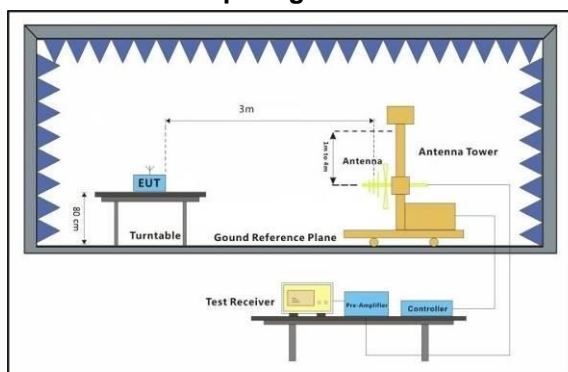 3m
1m to 4m
Antenna
Antenna Tower
EUT
80 cm
Turntable
Gound Reference Plane
Test Receiver
Pre-Amplifier
Controller